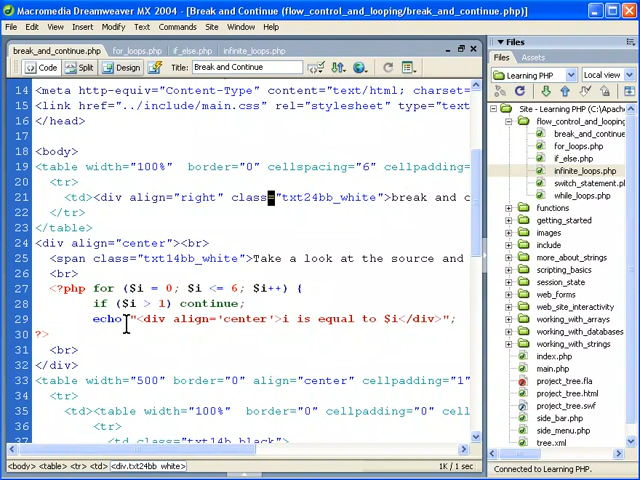 Macromedia Dreamweaver MX 2004 - [Break and Continue (flow_control_and_looping/break_and_continue.php)]
File Edit View Insert Modify Text Commands Site Window Help
break_and_continue.php for_loops.php if_else.php infinite_loops.php
Code Split Design Title: Break and Continue
14 <meta http-equiv="Content-Type" content="text/html; charset=
15 <link href="../include/main.css" rel="stylesheet" type="text
16 </head>
17
18 <body>
19 <table width="100%" border="0" cellspacing="6" cellpadding=
20 <tr>
21 <td><div align="right" class="txt24bb_white">break and c
22 </tr>
23 </table>
24 <div align="center"><br>
25 <span class="txt14bb_white">Take a look at the source and
26 <br>
27 <?php for ($i = 0; $i <= 6; $i++) {
28 if ($i > 1) continue;
29 echo "<div align='center'>i is equal to $i</div>";
30 ?>
31 <br>
32 </div>
33 <table width="500" border="0" align="center" cellpadding="1"
34 <tr>
35 <td><table width="100%" border="0" cellpadding="0" cells
36 <tr>
37 <td class="txt14b_black">
<body> <table> <tr> <td> <div.txt24bb_white> 1K / 1 sec
Files
Files Assets
Learning PHP Local view
Site - Learning PHP (C:\Apach
flow_control_and_looping
break_and_continue
for_loops.php
if_else.php
infinite_loops.php
switch_statement.p
while_loops.php
functions
getting_started
images
include
more_about_strings
scripting_basics
session
web_forms
web_site_interactivity
working_with_arrays
working_with_databases
working_with_strings
index.php
main.php
project_tree.fla
project_tree.html
project_tree.swf
side_bar.php
side_menu.php
tree.xml
Connected to Learning PHP.